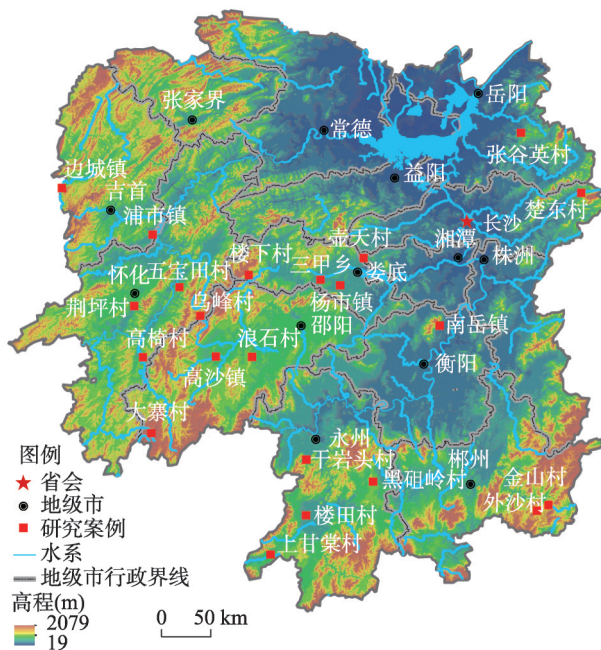 岳阳
张家界
常德
张谷英村
边城镇
益阳
吉首
楚东村
浦市镇
长沙
壶天村
湘潭
株洲
楼下村
三甲乡
娄底
怀化
五宝田村
荆坪村
乌峰村
杨市镇
邵阳
南岳镇
高椅村
浪石村
高沙镇
衡阳
大寨村
永州
干岩头村
郴州
黑砠岭村
金山村
外沙村
楼田村
上甘棠村
图例
省会
地级市
研究案例
水系
地级市行政界线
高程(m)
2079
19
0 50 km